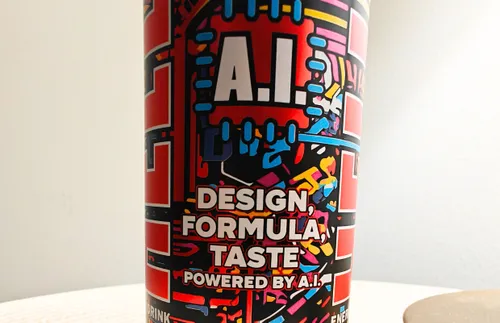 A.I.
DESIGN,
FORMULA,
TASTE
POWERED BY A.I.